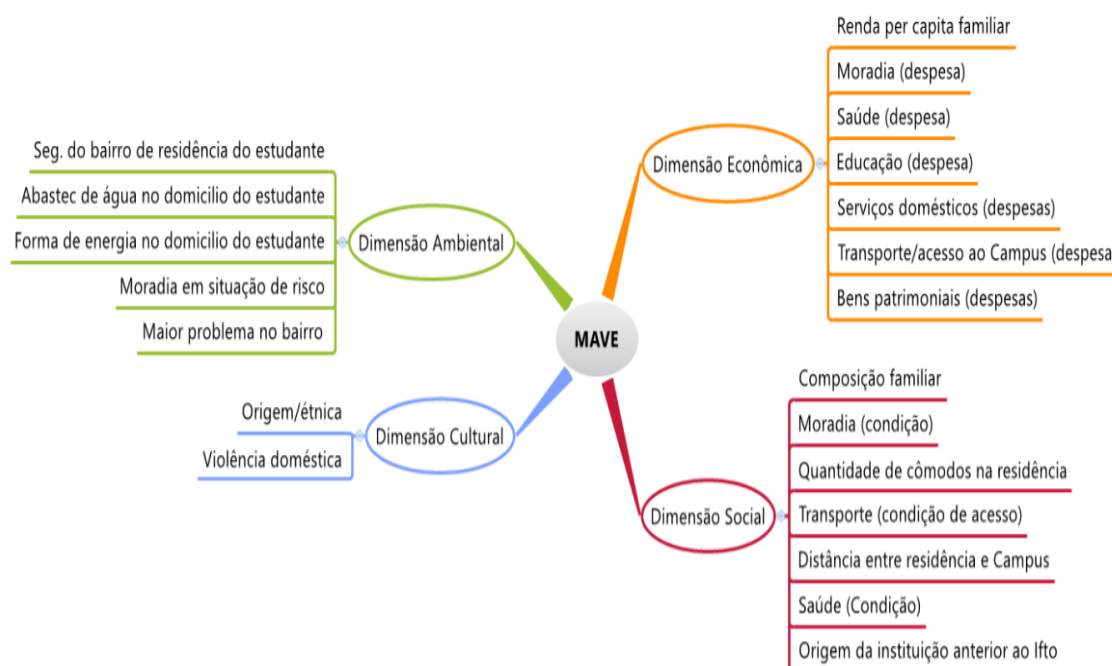 MAVE
Dimensão Econômica
Renda per capita familiar
Moradia (despesa)
Saúde (despesa)
Educação (despesa)
Serviços domésticos (despesas)
Transporte/acesso ao Campus (despesa
Bens patrimoniais (despesas)
Dimensão Social
Composição familiar
Moradia (condição)
Quantidade de cômodos na residência
Transporte (condição de acesso)
Distância entre residência e Campus
Saúde (Condição)
Origem da instituição anterior ao Ifto
Dimensão Ambiental
Seg. do bairro de residência do estudante
Abastec de água no domicilio do estudante
Forma de energia no domicilio do estudante
Moradia em situação de risco
Maior problema no bairro
Dimensão Cultural
Origem/étnica
Violência doméstica